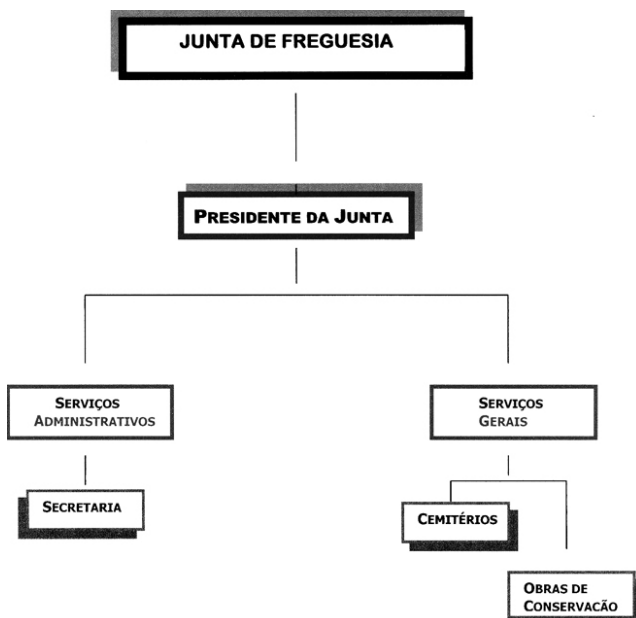 JUNTA DE FREGUESIA
PRESIDENTE DA JUNTA
SERVIÇOS
ADMINISTRATIVOS
SERVIÇOS
GERAIS
SECRETARIA
CEMITÉRIOS
OBRAS DE
CONSERVACÃO